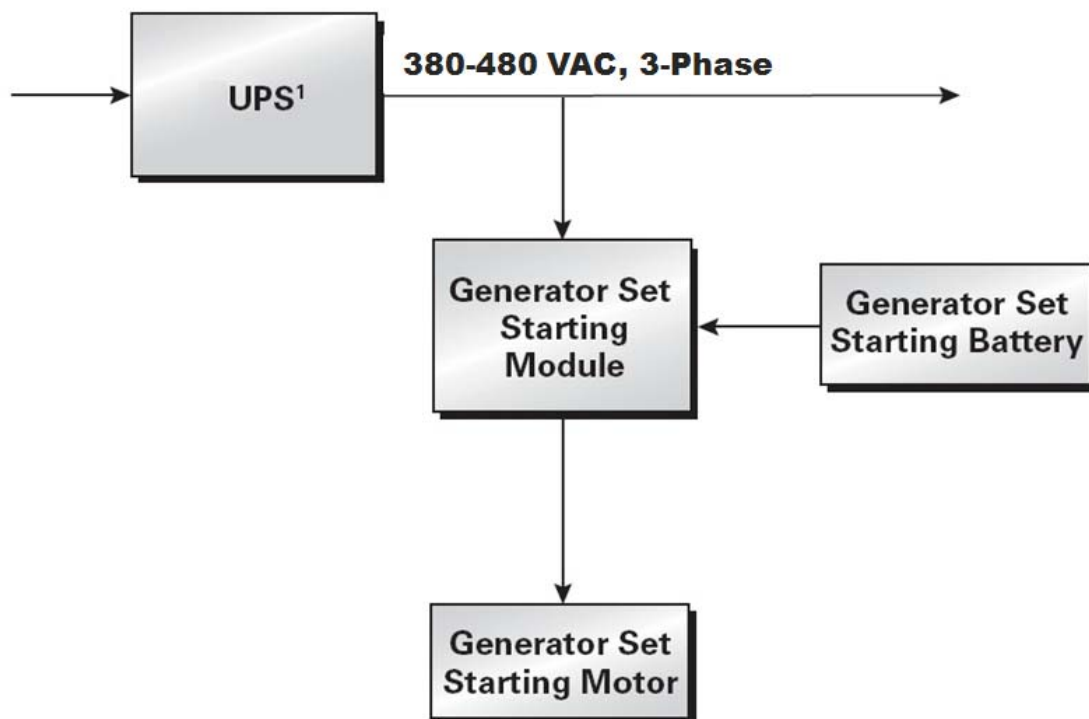 380-480 VAC, 3-Phase
UPS¹
Generator Set
Starting
Module
Generator Set
Starting Battery
Generator Set
Starting Motor